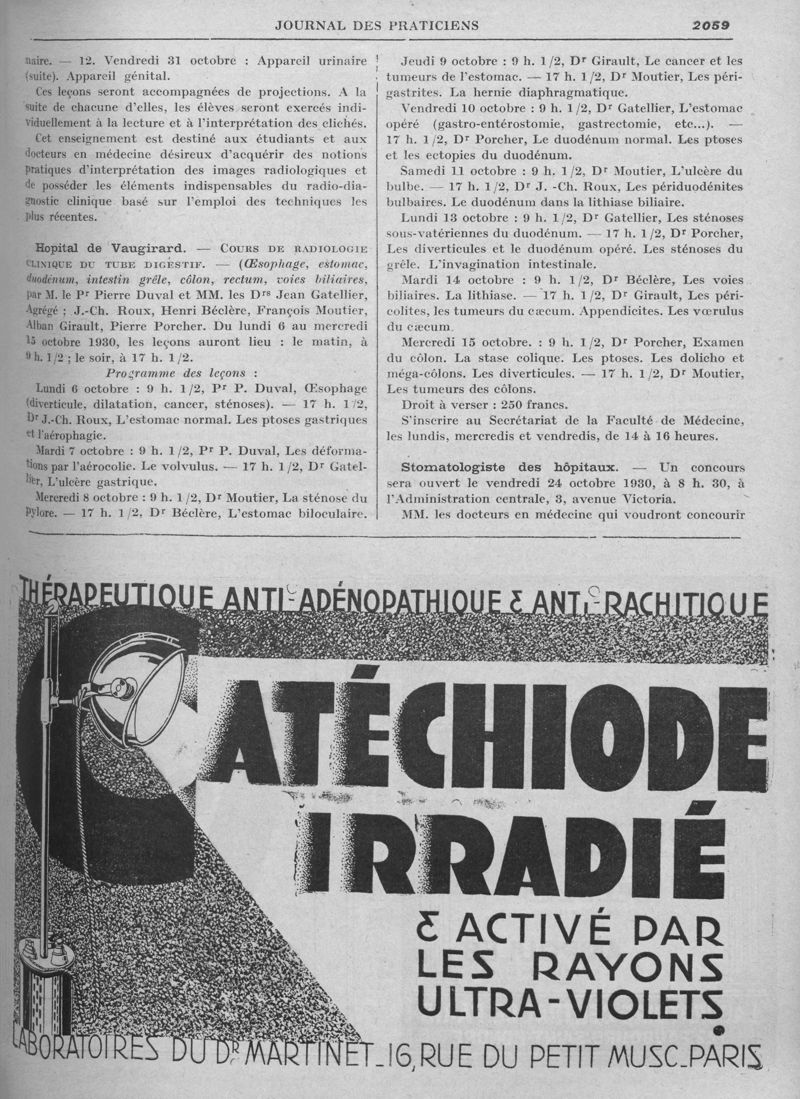 JOURNAL DES PRATICIENS 2059
naire. — 12. Vendredi 31 octobre : Appareil urinaire
(suite). Appareil génital.
Ces leçons seront accompagnées de projections. A la
suite de chacune d'elles, les élèves seront exercés indi-
viduellement à la lecture et à l'interprétation des clichés.
Cet enseignement est destiné aux étudiants et aux
docteurs en médecine désireux d'acquérir des notions
pratiques d'interprétation des images radiologiques et
de posséder les éléments indispensables du radio-dia-
gnostic clinique basé sur l'emploi des techniques les
plus récentes.
Hopital de Vaugirard. — COURS DE RADIOLOGIE
CLINIQUE DU TUBE DIGESTIF. — (Œsophage, estomac,
duodénum, intestin grêle, côlon, rectum, voies biliaires,
par M. le Pr Pierre Duval et MM. les Drs Jean Gatellier,
Agrégé ; J.-Ch. Roux, Henri Béclère, François Moutier,
Alban Girault, Pierre Porcher. Du lundi 6 au mercredi
15 octobre 1930, les leçons auront lieu : le matin, à
9 h. 1/2 ; le soir, à 17 h. 1/2.
Programme des leçons :
Lundi 6 octobre : 9 h. 1/2, Pr P. Duval, Œsophage
(diverticule, dilatation, cancer, sténoses). — 17 h. 1/2,
Dr J.-Ch. Roux, L'estomac normal. Les ptoses gastriques
et l'aérophagie.
Mardi 7 octobre : 9 h. 1/2, Pr P. Duval, Les déforma-
tions par l'aérocolie. Le volvulus. — 17 h. 1/2, Dr Gatel-
lier, L'ulcère gastrique.
Mercredi 8 octobre : 9 h. 1/2, Dr Moutier, La sténose du
Pylore. — 17 h. 1/2, Dr Béclère, L'estomac biloculaire.
Jeudi 9 octobre : 9 h. 1/2, Dr Girault, Le cancer et les
tumeurs de l'estomac. — 17 h. 1/2, Dr Moutier, Les péri-
gastrites. La hernie diaphragmatique.
Vendredi 10 octobre : 9 h. 1/2, Dr Gatellier, L'estomac
opéré (gastro-entérostomie, gastrectomie, etc...). —
17 h. 1/2, Dr Porcher, Le duodénum normal. Les ptoses
et les ectopies du duodénum.
Samedi 11 octobre : 9 h. 1/2, Dr Moutier, L'ulcère du
bulbe. — 17 h. 1/2, Dr J. -Ch. Roux, Les périduodénites
bulbaires. Le duodénum dans la lithiase biliaire.
Lundi 13 octobre : 9 h. 1/2, Dr Gatellier, Les sténoses
sous-vatériennes du duodénum. — 17 h. 1/2, Dr Porcher,
Les diverticules et le duodénum opéré. Les sténoses du
grêle. L'invagination intestinale.
Mardi 14 octobre : 9 h. 1/2, Dr Béclère, Les voies
biliaires. La lithiase. — 17 h. 1/2, Dr Girault, Les péri-
colites, les tumeurs du cæcum. Appendicites. Les vœrulus
du cæcum.
Mercredi 15 octobre. : 9 h. 1/2, Dr Porcher, Examen
du côlon. La stase colique. Les ptoses. Les dolicho et
méga-côlons. Les diverticules. — 17 h. 1/2, Dr Moutier,
Les tumeurs des côlons.
Droit à verser : 250 francs.
S'inscrire au Secrétariat de la Faculté de Médecine,
les lundis, mercredis et vendredis, de 14 à 16 heures.
Stomatologiste des hôpitaux. — Un concours
sera ouvert le vendredi 24 octobre 1930, à 8 h. 30, à
l'Administration centrale, 3, avenue Victoria.
MM. les docteurs en médecine qui voudront concourir
THÉRAPEUTIQUE ANTI-ADÉNOPATHIQUE & ANTI-RACHITIQUE
CATÉCHIODE
IRRADIÉ
& ACTIVÉ PAR
LES RAYONS
ULTRA-VIOLETS
LABORATOIRES DU DR MARTINET_16, RUE DU PETIT MUSC_PARIS